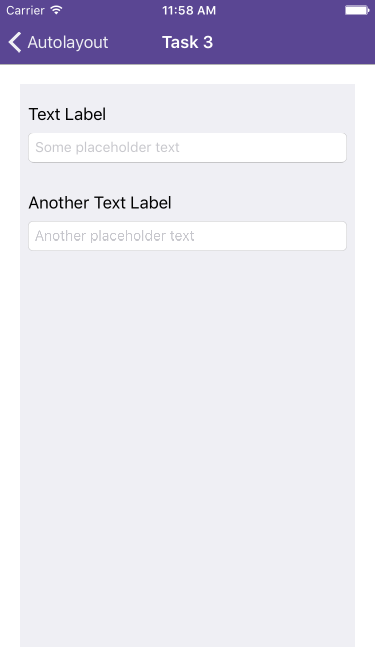 Carrier 11:58 AM
Autolayout Task 3
Text Label
Some placeholder text
Another Text Label
Another placeholder text